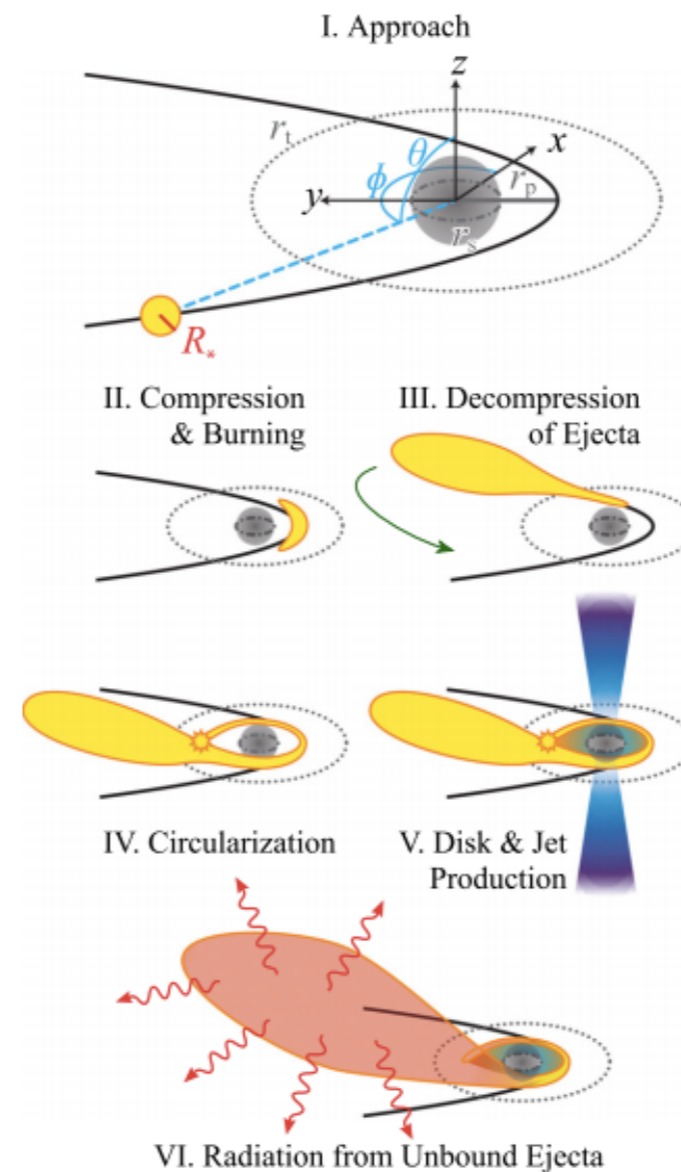 I. Approach
z
x
r_t
θ
ϕ
r_p
y
r_s
R_*
II. Compression
& Burning
III. Decompression
of Ejecta
IV. Circularization
V. Disk & Jet
Production
VI. Radiation from Unbound Ejecta